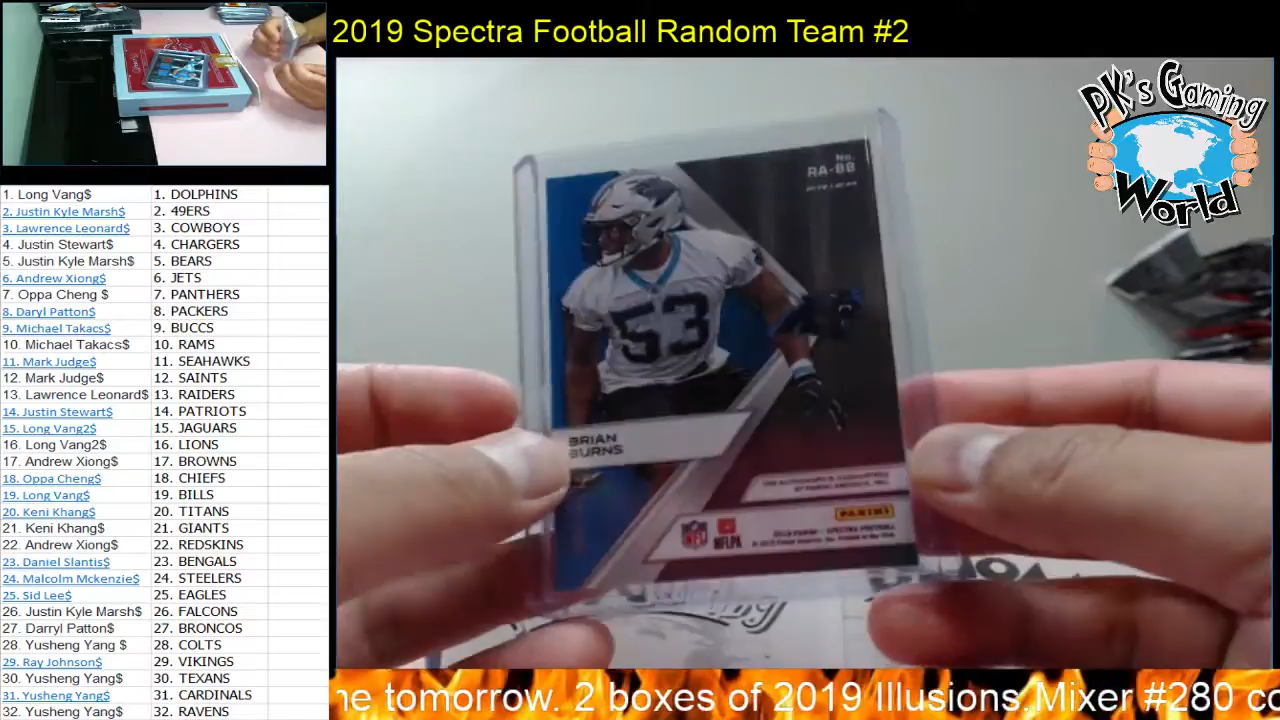 2019 Spectra Football Random Team #2
PK's Gaming World
No.
RA-BB
53
BRIAN
BURNS
PANINI
NFL
NFLPA
1. Long Vang$ 1. DOLPHINS
2. Justin Kyle Marsh$ 2. 49ERS
3. Lawrence Leonard$ 3. COWBOYS
4. Justin Stewart$ 4. CHARGERS
5. Justin Kyle Marsh$ 5. BEARS
6. Andrew Xiong$ 6. JETS
7. Oppa Cheng $ 7. PANTHERS
8. Daryl Patton$ 8. PACKERS
9. Michael Takacs$ 9. BUCCS
10. Michael Takacs$ 10. RAMS
11. Mark Judge$ 11. SEAHAWKS
12. Mark Judge$ 12. SAINTS
13. Lawrence Leonard$ 13. RAIDERS
14. Justin Stewart$ 14. PATRIOTS
15. Long Vang2$ 15. JAGUARS
16. Long Vang2$ 16. LIONS
17. Andrew Xiong$ 17. BROWNS
18. Oppa Cheng$ 18. CHIEFS
19. Long Vang$ 19. BILLS
20. Keni Khang$ 20. TITANS
21. Keni Khang$ 21. GIANTS
22. Andrew Xiong$ 22. REDSKINS
23. Daniel Slantis$ 23. BENGALS
24. Malcolm Mckenzie$ 24. STEELERS
25. Sid Lee$ 25. EAGLES
26. Justin Kyle Marsh$ 26. FALCONS
27. Darryl Patton$ 27. BRONCOS
28. Yusheng Yang $ 28. COLTS
29. Ray Johnson$ 29. VIKINGS
30. Yusheng Yang$ 30. TEXANS
31. Yusheng Yang$ 31. CARDINALS
32. Yusheng Yang$ 32. RAVENS
ne tomorrow. 2 boxes of 2019 Illusions.Mixer #280 co